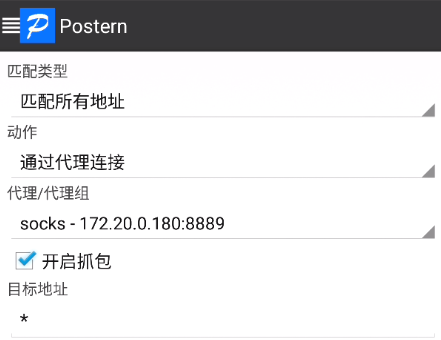 Postern
匹配类型
匹配所有地址
动作
通过代理连接
代理/代理组
socks - 172.20.0.180:8889
开启抓包
目标地址
*